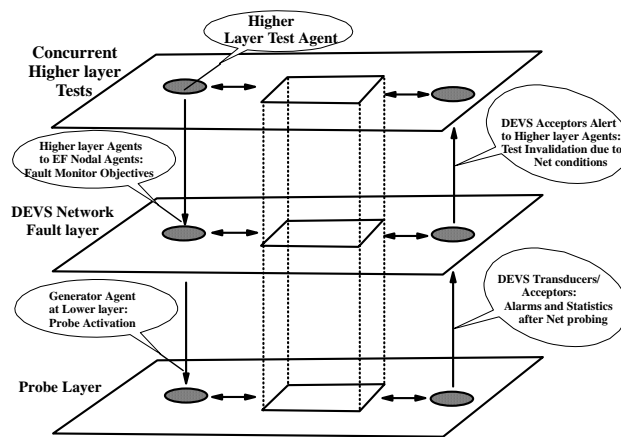 Higher
Layer Test Agent
Concurrent
Higher layer
Tests
DEVS Acceptors Alert
to Higher layer Agents:
Test Invalidation due to
Net conditions
Higher layer Agents
to EF Nodal Agents:
Fault Monitor Objectives
DEVS Network
Fault layer
Generator Agent
at Lower layer:
Probe Activation
DEVS Transducers/
Acceptors:
Alarms and Statistics
after Net probing
Probe Layer